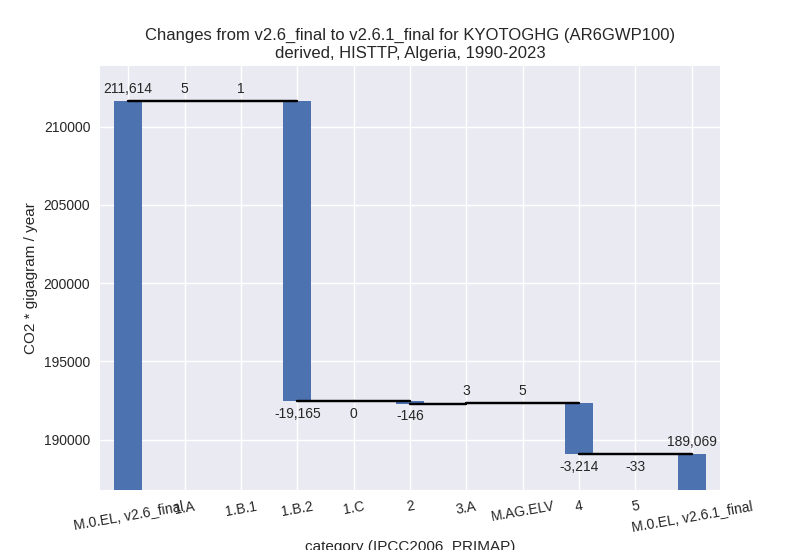 Changes from v2.6_final to v2.6.1_final for KYOTOGHG (AR6GWP100)
derived, HISTTP, Algeria, 1990-2023
211,614 5 1
-19,165 0 -146 3 5
-3,214 -33 189,069
CO2 * gigagram / year
210000
205000
200000
195000
190000
M.0.EL, v2.6_final 1.A 1.B.1 1.B.2 1.C 2 3.A M.AG.ELV 4 5 M.0.EL, v2.6.1_final
category (IPCC2006_PRIMAP)